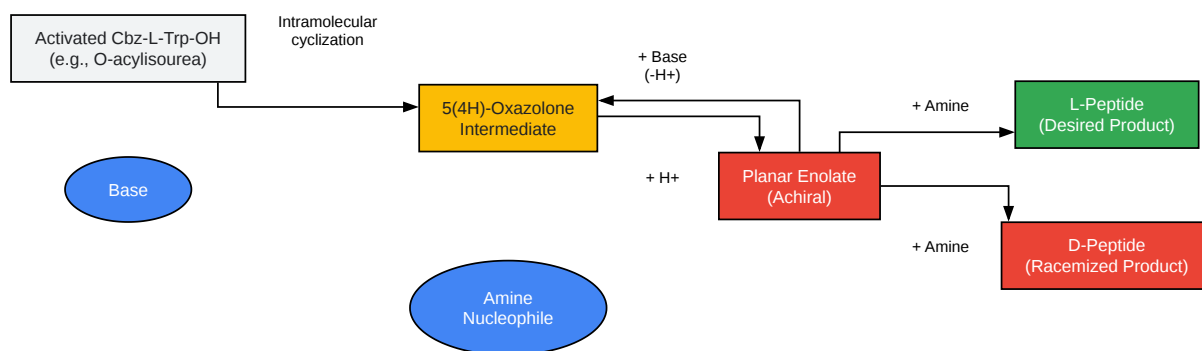 Activated Cbz-L-Trp-OH
(e.g., O-acylisourea)
Intramolecular
cyclization
5(4H)-Oxazolone
Intermediate
+ Base
(-H+)
+ H+
Planar Enolate
(Achiral)
+ Amine
L-Peptide
(Desired Product)
+ Amine
D-Peptide
(Racemized Product)
Base
Amine
Nucleophile